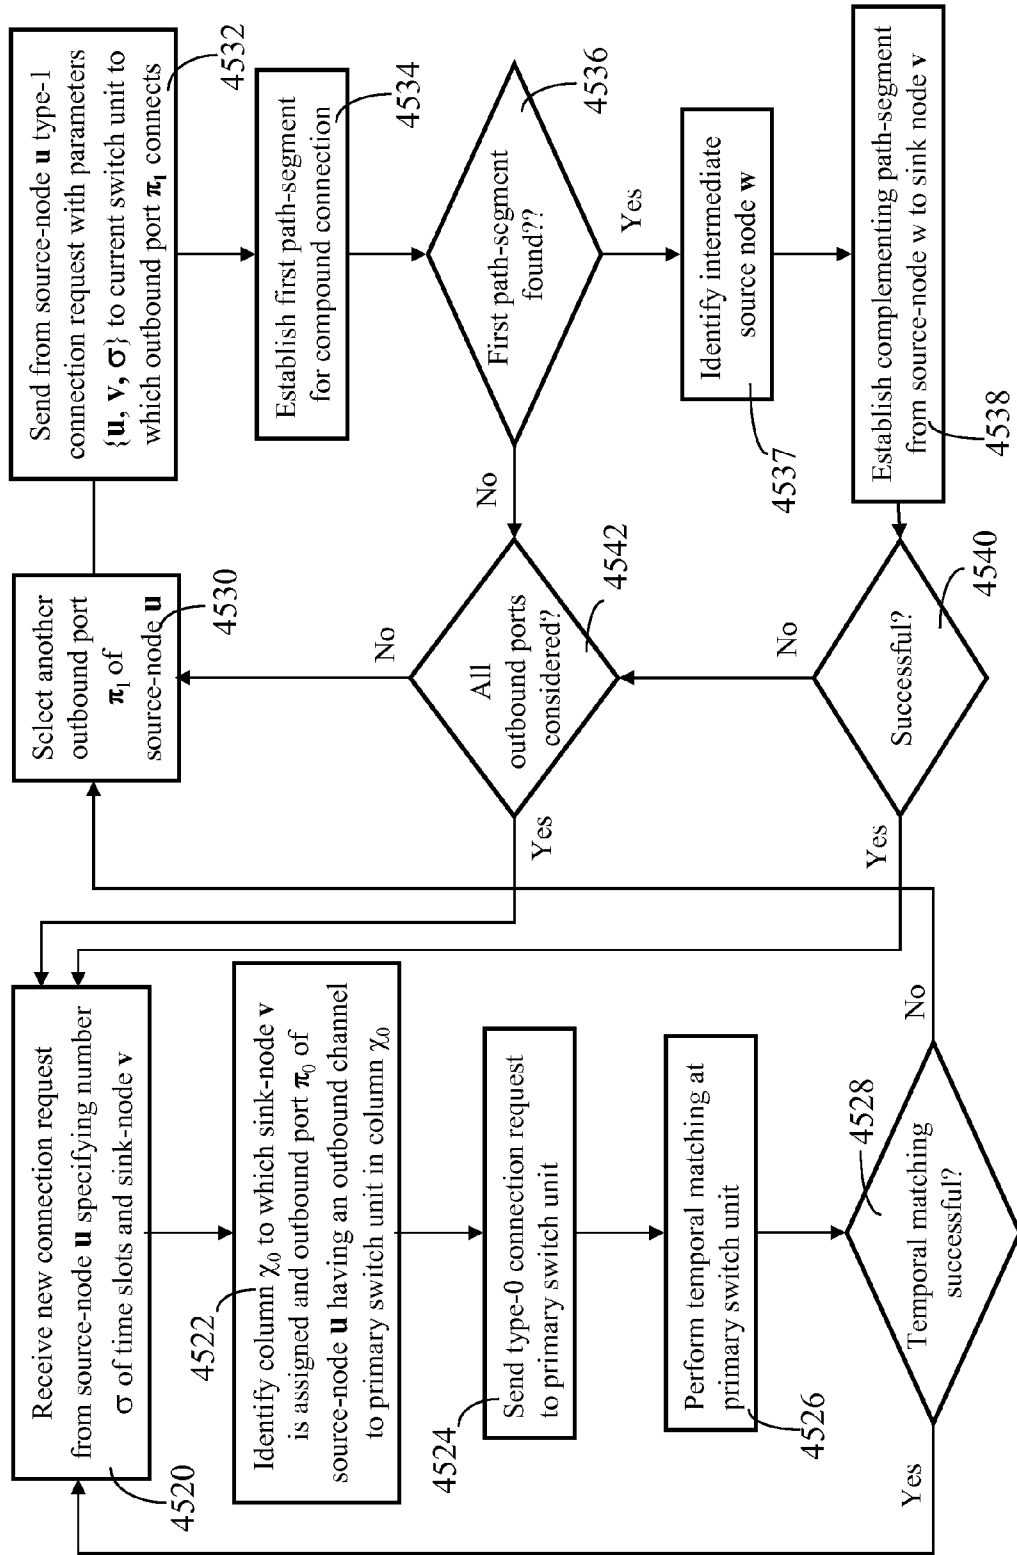 Receive new connection request
from source-node u specifying number
σ of time slots and sink-node v
4520
Identify column χ0 to which sink-node v
is assigned and outbound port π0 of
source-node u having an outbound channel
to primary switch unit in column χ0
4522
Send type-0 connection request
to primary switch unit
4524
Perform temporal matching at
primary switch unit
4526
Temporal matching
successful?
4528
Yes
No
Select another
outbound port
π1 of
source-node u
4530
Send from source-node u type-1
connection request with parameters
{u, v, σ} to current switch unit to
which outbound port π1 connects
4532
Establish first path-segment
for compound connection
4534
First path-segment
found??
4536
No
Yes
All
outbound ports
considered?
4542
No
Yes
Identify intermediate
source node w
4537
Establish complementing path-segment
from source-node w to sink node v
4538
Successful?
4540
No
Yes